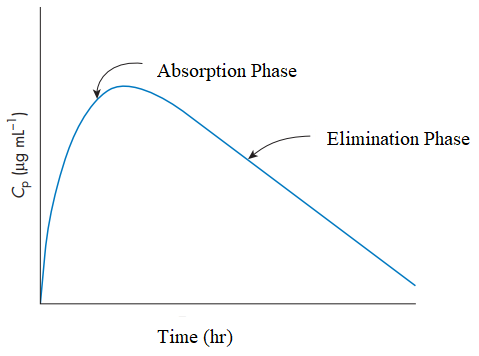 Absorption Phase
Elimination Phase
Cp (μg mL⁻¹)
Time (hr)